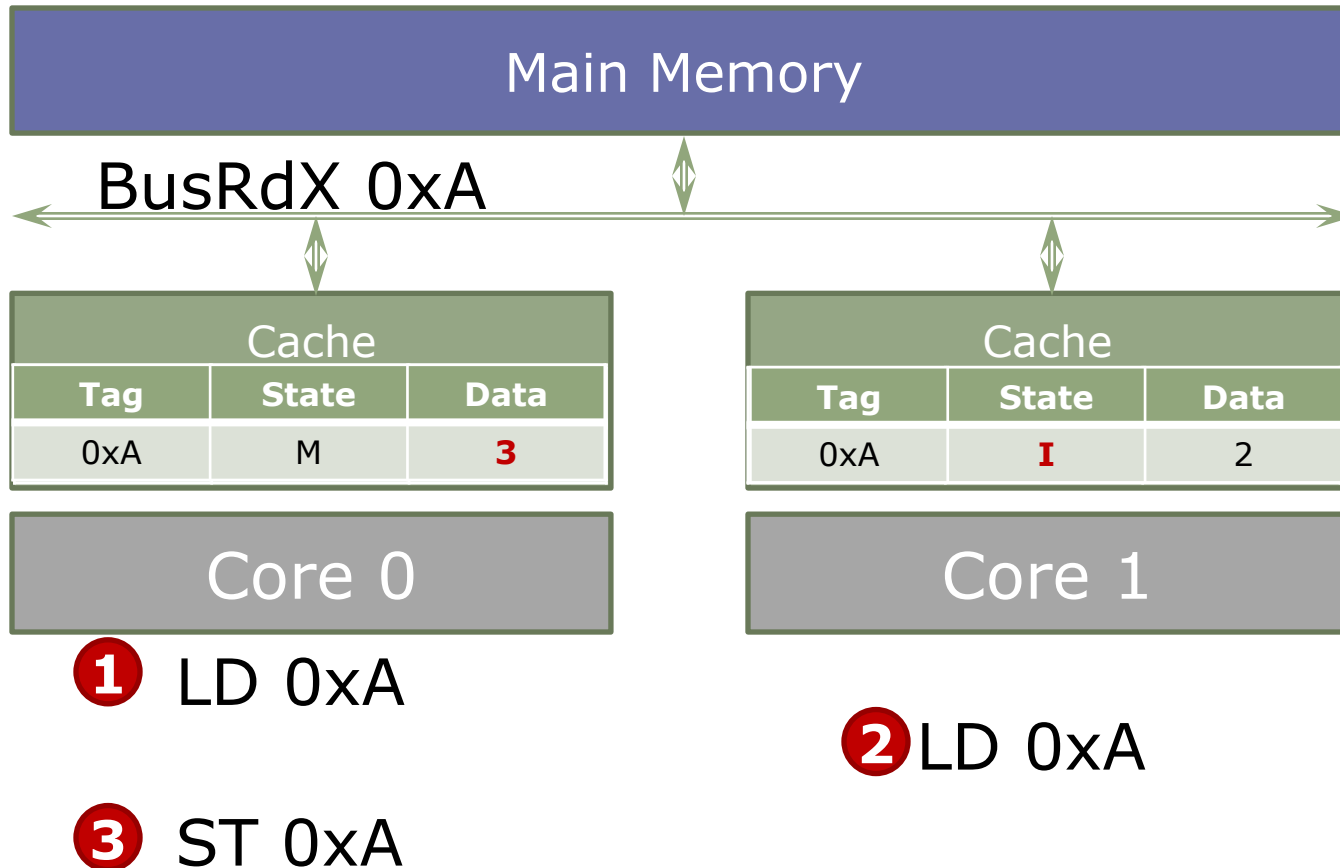 Main Memory
BusRdX 0xA
Cache
Tag State Data
0xA M 3
Cache
Tag State Data
0xA I 2
Core 0
Core 1
1 LD 0xA
2 LD 0xA
3 ST 0xA